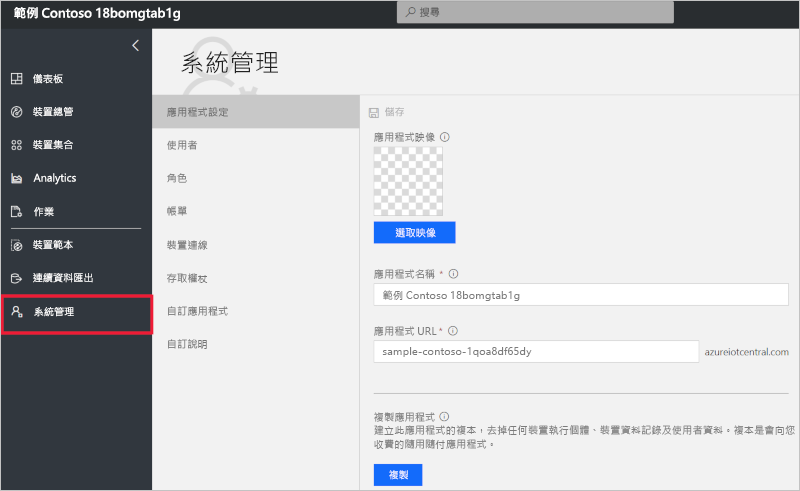 範例 Contoso 18bomgtab1g
搜尋
儀表板
裝置總管
裝置集合
Analytics
作業
裝置範本
連續資料匯出
系統管理
系統管理
應用程式設定
使用者
角色
帳單
裝置連線
存取權杖
自訂應用程式
自訂說明
儲存
應用程式映像
選取映像
應用程式名稱 *
範例 Contoso 18bomgtab1g
應用程式 URL *
sample-contoso-1qoa8df65dy
azureiotcentral.com
複製應用程式
建立此應用程式的複本，去掉任何裝置執行個體、裝置資料記錄及使用者資料。複本是會向您
收費的隨用隨付應用程式。
複製